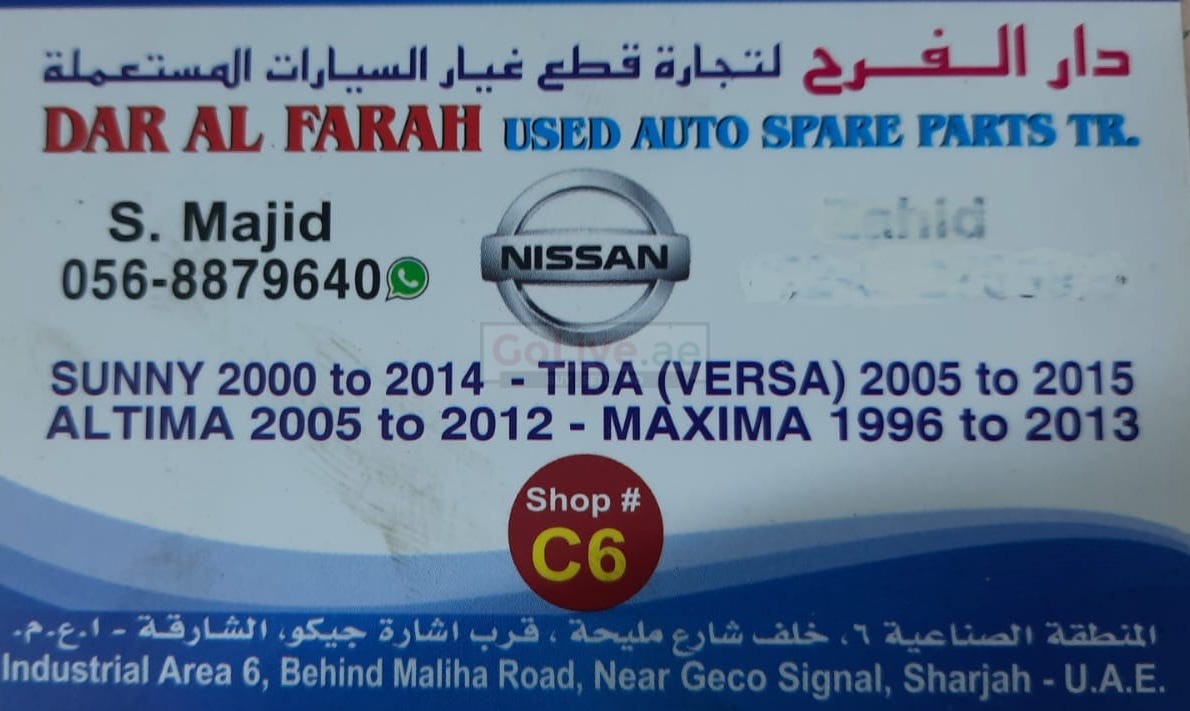 دار الفرح لتجارة قطع غيار السيارات المستعملة
DAR AL FARAH USED AUTO SPARE PARTS TR.
S. Majid
056-8879640
NISSAN
Zahid
GoLive.ae
SUNNY 2000 to 2014 - TIDA (VERSA) 2005 to 2015
ALTIMA 2005 to 2012 - MAXIMA 1996 to 2013
Shop #
C6
المنطقة الصناعية ٦، خلف شارع مليحة ، قرب اشارة جيكو، الشارقة - ا.ع.م.
Industrial Area 6, Behind Maliha Road, Near Geco Signal, Sharjah - U.A.E.